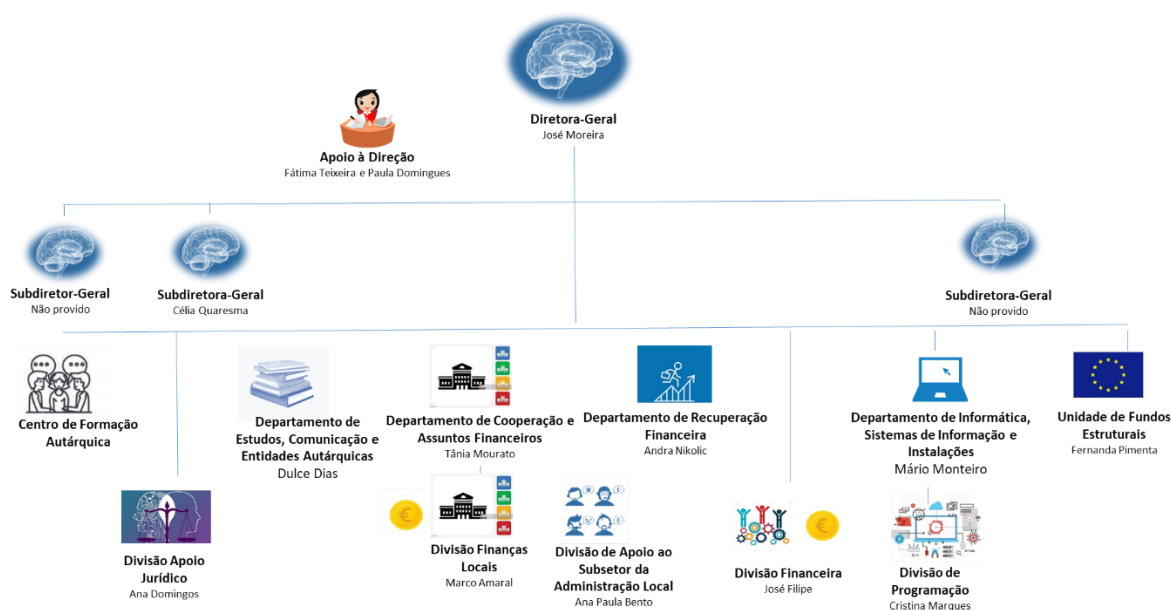 Diretora-Geral
José Moreira
Apoio à Direção
Fátima Teixeira e Paula Domingues
Subdiretor-Geral
Não provido
Subdiretora-Geral
Célia Quaresma
Subdiretora-Geral
Não provido
Centro de Formação
Autárquica
Departamento de
Estudos, Comunicação e
Entidades Autárquicas
Dulce Dias
Departamento de Cooperação e
Assuntos Financeiros
Tânia Mourato
Departamento de Recuperação
Financeira
Andra Nikolic
Departamento de Informática,
Sistemas de Informação e
Instalações
Mário Monteiro
Unidade de Fundos
Estruturais
Fernanda Pimenta
Divisão Apoio
Jurídico
Ana Domingos
Divisão Finanças
Locais
Marco Amaral
Divisão de Apoio ao
Subsetor da
Administração Local
Ana Paula Bento
Divisão Financeira
José Filipe
Divisão de
Programação
Cristina Marques